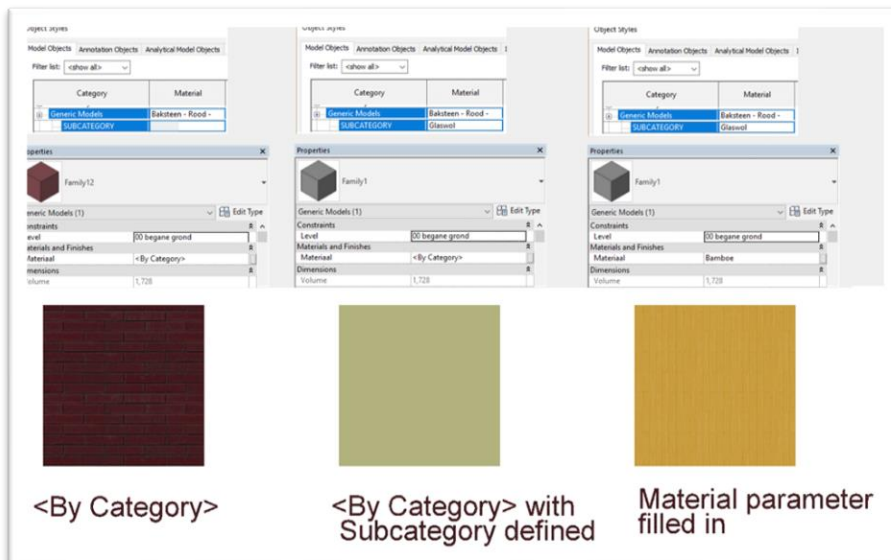 Object Styles
Model Objects Annotation Objects Analytical Model Objects
Filter list: <show all>
Category Material
Generic Models Baksteen - Rood -
SUBCATEGORY
Properties
Family12
Generic Models (1) Edit Type
Constraints
Level 00 begane grond
Materials and Finishes
Materiaal <By Category>
Dimensions
Volume 1,728
<By Category>
Object Styles
Model Objects Annotation Objects Analytical Model Objects
Filter list: <show all>
Category Material
Generic Models Baksteen - Rood -
SUBCATEGORY Glaswol
Properties
Family1
Generic Models (1) Edit Type
Constraints
Level 00 begane grond
Materials and Finishes
Materiaal <By Category>
Dimensions
Volume 1,728
<By Category> with
Subcategory defined
Object Styles
Model Objects Annotation Objects Analytical Model Objects
Filter list: <show all>
Category Material
Generic Models Baksteen - Rood -
SUBCATEGORY Glaswol
Properties
Family1
Generic Models (1) Edit Type
Constraints
Level 00 begane grond
Materials and Finishes
Materiaal Bamboe
Dimensions
Volume 1,728
Material parameter
filled in